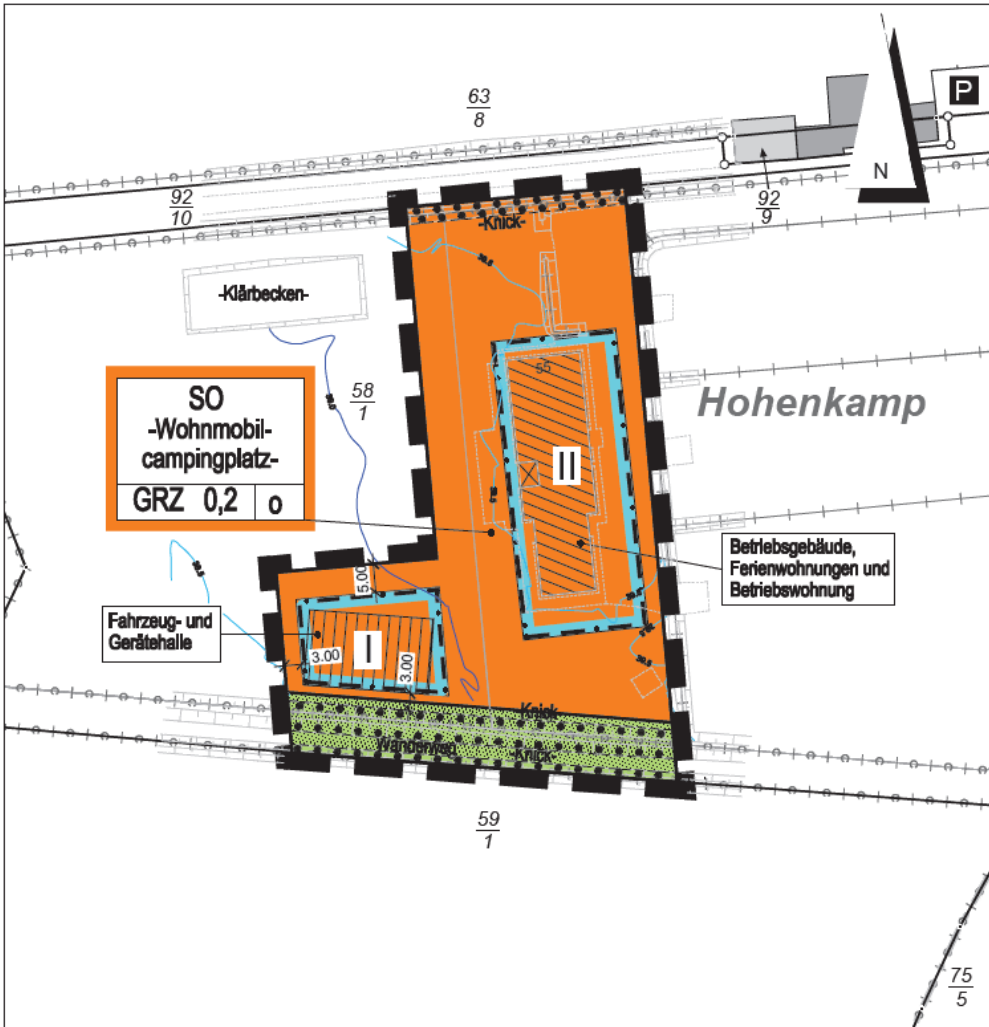 63
8
P
N
92
10
92
9
-Knick-
-Klärbecken-
58
1
55
Hohenkamp
SO
-Wohnmobil-
campingplatz-
GRZ 0,2 o
II
Betriebsgebäude,
Ferienwohnungen und
Betriebswohnung
5.00
Fahrzeug- und
Gerätehalle
I
3.00
3.00
-Knick-
Wanderweg
-Knick-
59
1
75
5